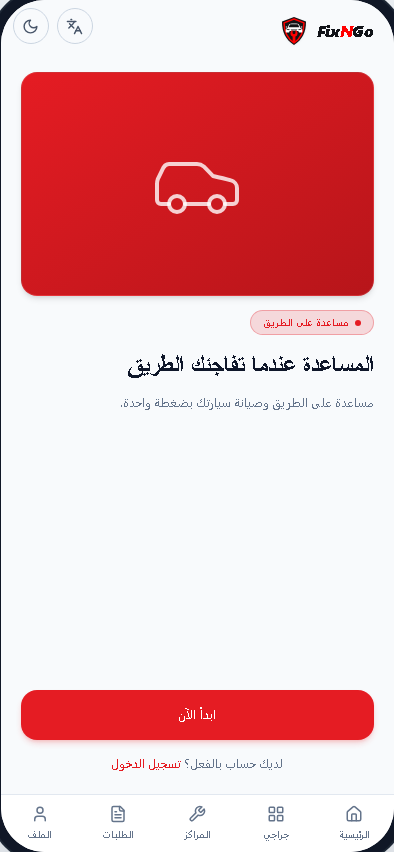 FixNGo
مساعدة على الطريق
المساعدة عندما تفاجئك الطريق
مساعدة على الطريق وصيانة سيارتك بضغطة واحدة.
ابدأ الآن
لديك حساب بالفعل؟ تسجيل الدخول
الرئيسية
جراجي
المراكز
الطلبات
الملف